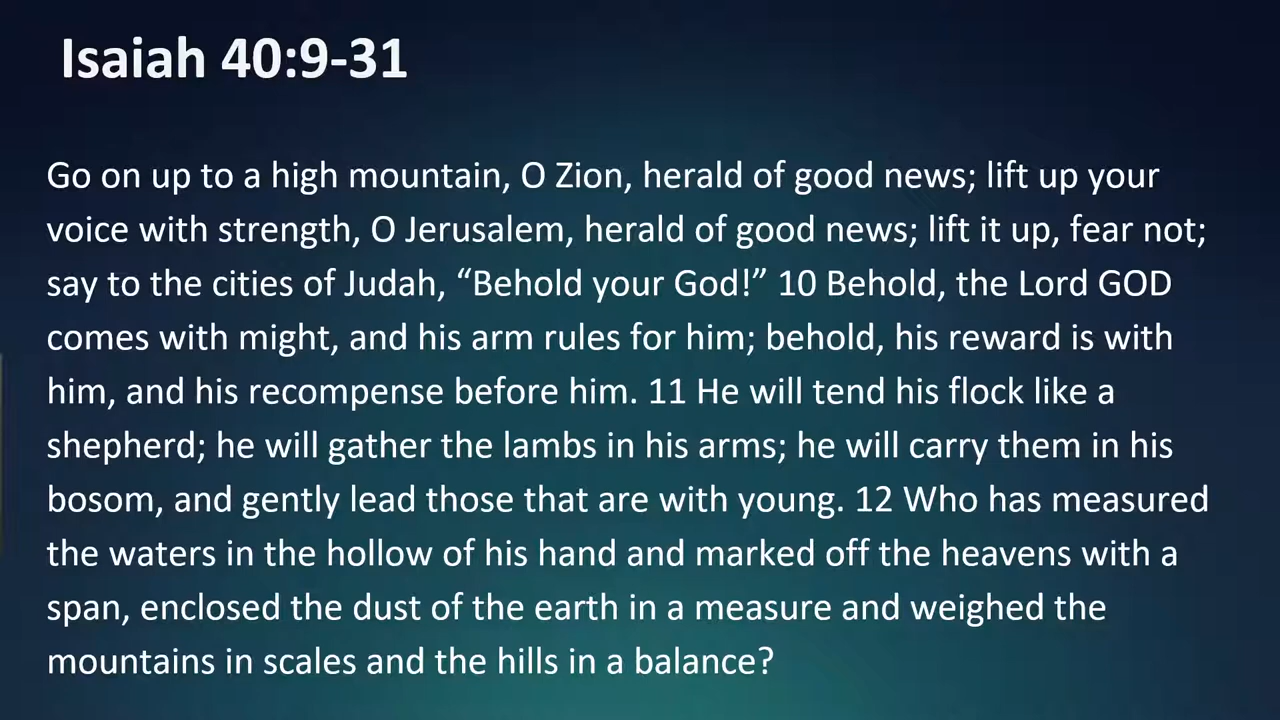 Isaiah 40:9-31
Go on up to a high mountain, O Zion, herald of good news; lift up your
voice with strength, O Jerusalem, herald of good news; lift it up, fear not;
say to the cities of Judah, “Behold your God!” 10 Behold, the Lord GOD
comes with might, and his arm rules for him; behold, his reward is with
him, and his recompense before him. 11 He will tend his flock like a
shepherd; he will gather the lambs in his arms; he will carry them in his
bosom, and gently lead those that are with young. 12 Who has measured
the waters in the hollow of his hand and marked off the heavens with a
span, enclosed the dust of the earth in a measure and weighed the
mountains in scales and the hills in a balance?